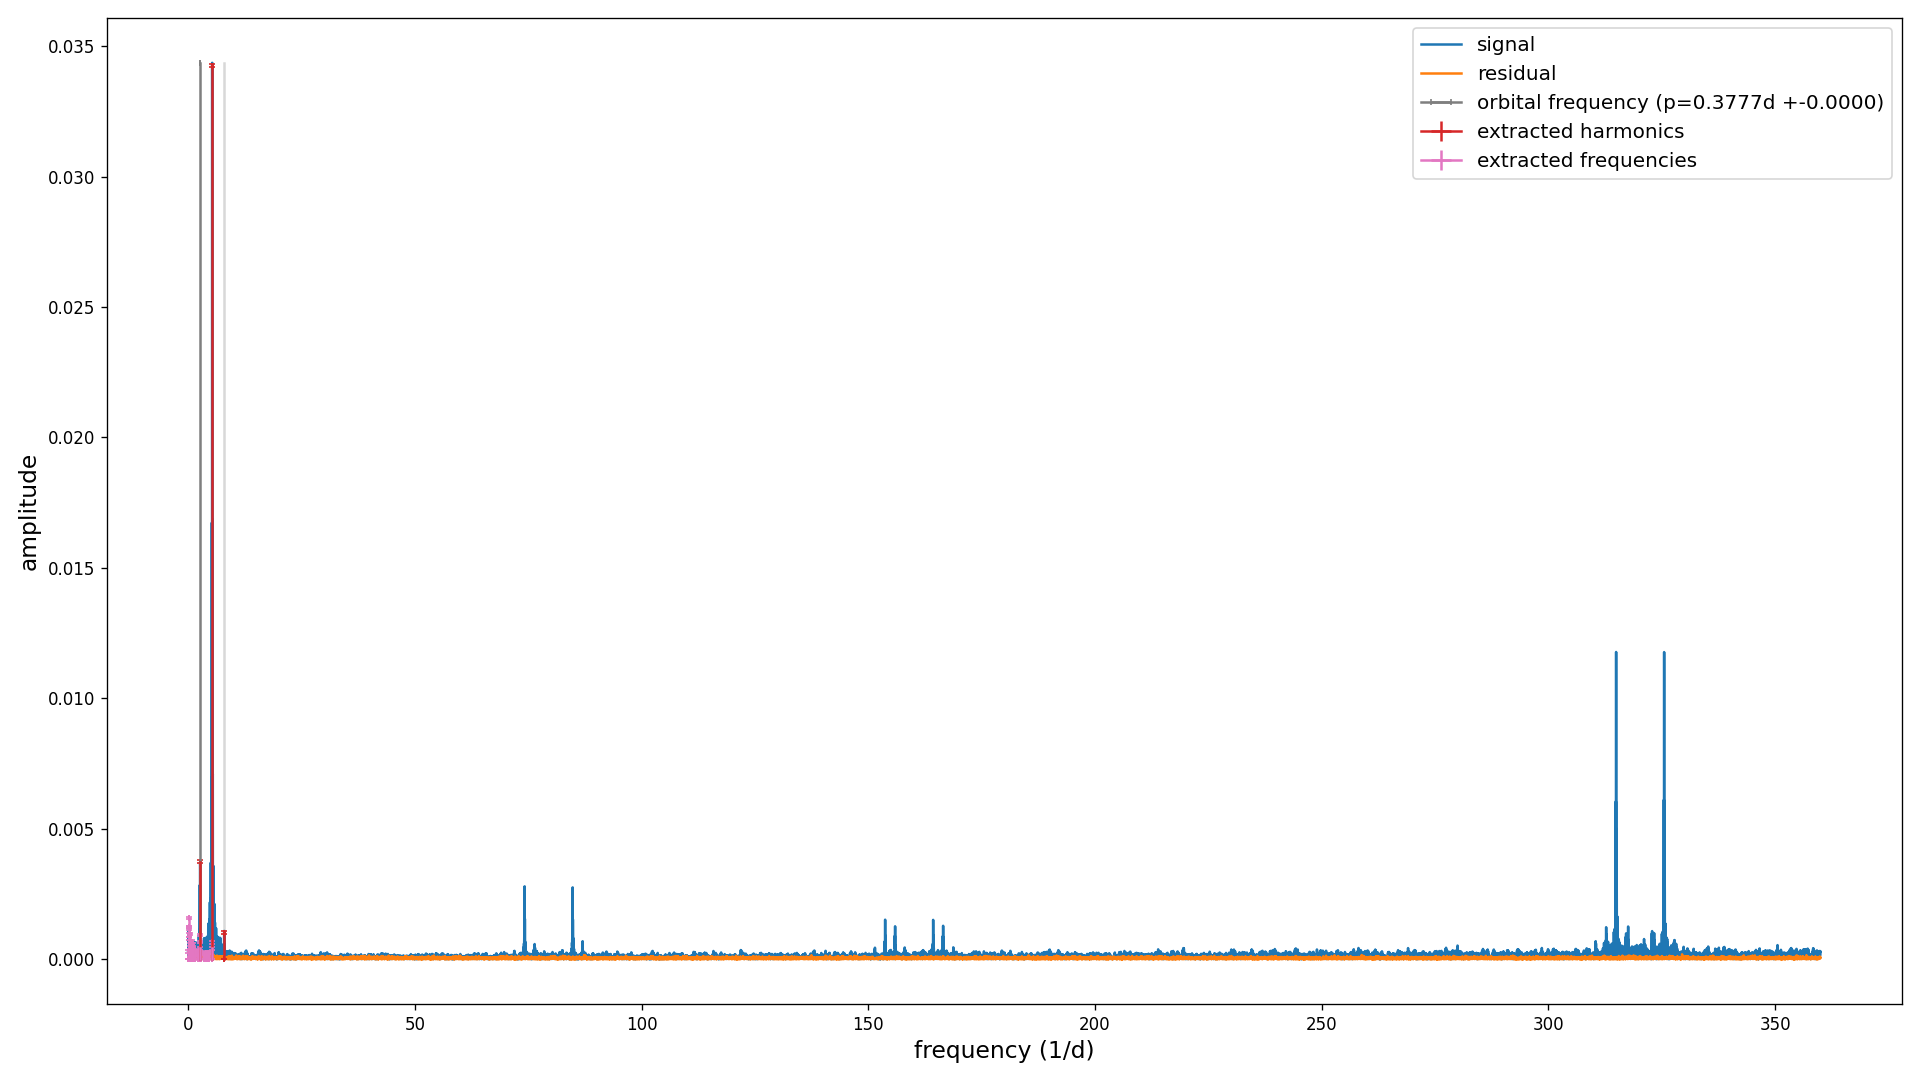 signal
residual
orbital frequency (p=0.3777d +-0.0000)
extracted harmonics
extracted frequencies
amplitude
0.035
0.030
0.025
0.020
0.015
0.010
0.005
0.000
0 50 100 150 200 250 300 350
frequency (1/d)